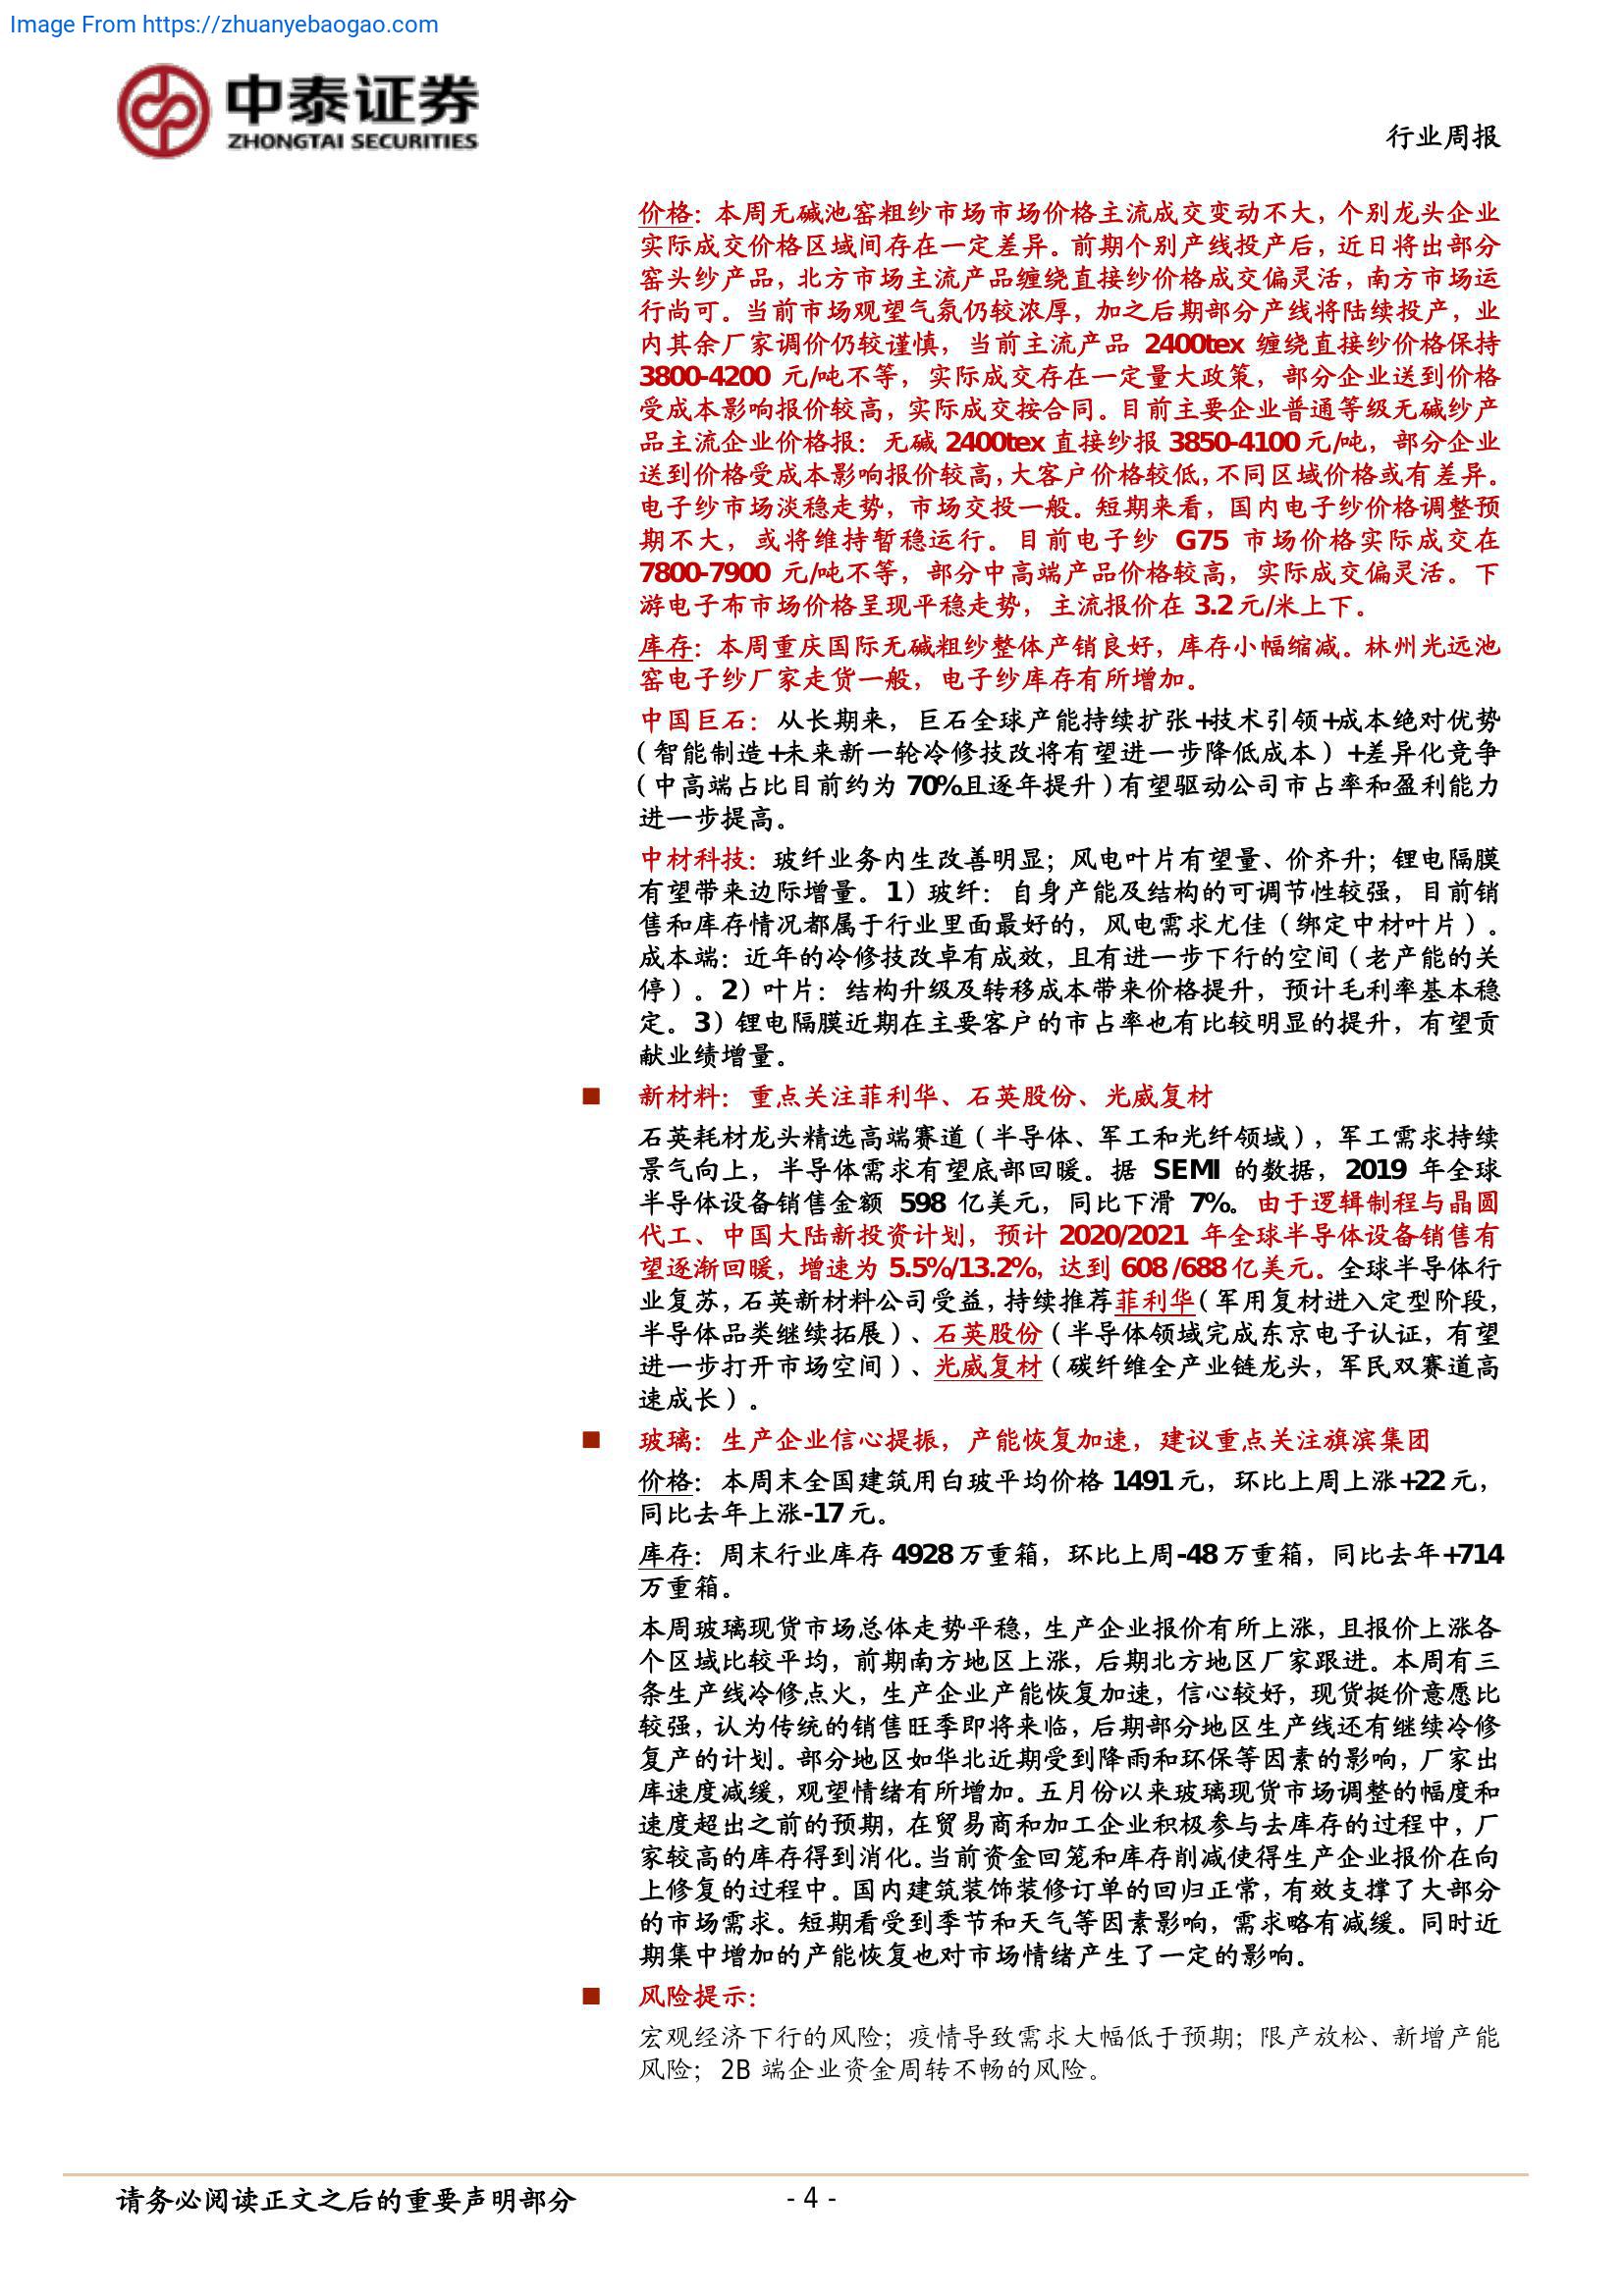 Image From https://zhuanyebaogao.com
中泰证券
ZHONGTAI SECURITIES
行业周报
价格：本周无碱池窑粗纱市场市场价格主流成交变动不大，个别龙头企业
实际成交价格区域间存在一定差异。前期个别产线投产后，近日将出部分
窑头纱产品，北方市场主流产品缠绕直接纱价格成交偏灵活，南方市场运
行尚可。当前市场观望气氛仍较浓厚，加之后期部分产线将陆续投产，业
内其余厂家调价仍较谨慎，当前主流产品 2400tex 缠绕直接纱价格保持
3800-4200 元/吨不等，实际成交存在一定量大政策，部分企业送到价格
受成本影响报价较高，实际成交按合同。目前主要企业普通等级无碱纱产
品主流企业价格报：无碱 2400tex 直接纱报 3850-4100 元/吨，部分企业
送到价格受成本影响报价较高，大客户价格较低，不同区域价格或有差异。
电子纱市场淡稳走势，市场交投一般。短期来看，国内电子纱价格调整预
期不大，或将维持暂稳运行。目前电子纱 G75 市场价格实际成交在
7800-7900 元/吨不等，部分中高端产品价格较高，实际成交偏灵活。下
游电子布市场价格呈现平稳走势，主流报价在 3.2 元/米上下。
库存：本周重庆国际无碱粗纱整体产销良好，库存小幅缩减。林州光远池
窑电子纱厂家走货一般，电子纱库存有所增加。
中国巨石：从长期来，巨石全球产能持续扩张+技术引领+成本绝对优势
（智能制造+未来新一轮冷修技改将有望进一步降低成本）+差异化竞争
（中高端占比目前约为 70%且逐年提升）有望驱动公司市占率和盈利能力
进一步提高。
中材科技：玻纤业务内生改善明显；风电叶片有望量、价齐升；锂电隔膜
有望带来边际增量。1）玻纤：自身产能及结构的可调节性较强，目前销
售和库存情况都属于行业里面最好的，风电需求尤佳（绑定中材叶片）。
成本端：近年的冷修技改卓有成效，且有进一步下行的空间（老产能的关
停）。2）叶片：结构升级及转移成本带来价格提升，预计毛利率基本稳
定。3）锂电隔膜近期在主要客户的市占率也有比较明显的提升，有望贡
献业绩增量。
■ 新材料：重点关注菲利华、石英股份、光威复材
石英耗材龙头精选高端赛道（半导体、军工和光纤领域），军工需求持续
景气向上，半导体需求有望底部回暖。据 SEMI 的数据，2019 年全球
半导体设备销售金额 598 亿美元，同比下滑 7%。由于逻辑制程与晶圆
代工、中国大陆新投资计划，预计 2020/2021 年全球半导体设备销售有
望逐渐回暖，增速为 5.5%/13.2%，达到 608 /688 亿美元。全球半导体行
业复苏，石英新材料公司受益，持续推荐菲利华（军用复材进入定型阶段，
半导体品类继续拓展）、石英股份（半导体领域完成东京电子认证，有望
进一步打开市场空间）、光威复材（碳纤维全产业链龙头，军民双赛道高
速成长）。
■ 玻璃：生产企业信心提振，产能恢复加速，建议重点关注旗滨集团
价格：本周末全国建筑用白玻平均价格 1491 元，环比上周上涨+22 元，
同比去年上涨-17 元。
库存：周末行业库存 4928 万重箱，环比上周-48 万重箱，同比去年+714
万重箱。
本周玻璃现货市场总体走势平稳，生产企业报价有所上涨，且报价上涨各
个区域比较平均，前期南方地区上涨，后期北方地区厂家跟进。本周有三
条生产线冷修点火，生产企业产能恢复加速，信心较好，现货挺价意愿比
较强，认为传统的销售旺季即将来临，后期部分地区生产线还有继续冷修
复产的计划。部分地区如华北近期受到降雨和环保等因素的影响，厂家出
库速度减缓，观望情绪有所增加。五月份以来玻璃现货市场调整的幅度和
速度超出之前的预期，在贸易商和加工企业积极参与去库存的过程中，厂
家较高的库存得到消化。当前资金回笼和库存削减使得生产企业报价在向
上修复的过程中。国内建筑装饰装修订单的回归正常，有效支撑了大部分
的市场需求。短期看受到季节和天气等因素影响，需求略有减缓。同时近
期集中增加的产能恢复也对市场情绪产生了一定的影响。
■ 风险提示：
宏观经济下行的风险；疫情导致需求大幅低于预期；限产放松、新增产能
风险；2B 端企业资金周转不畅的风险。
请务必阅读正文之后的重要声明部分
- 4 -